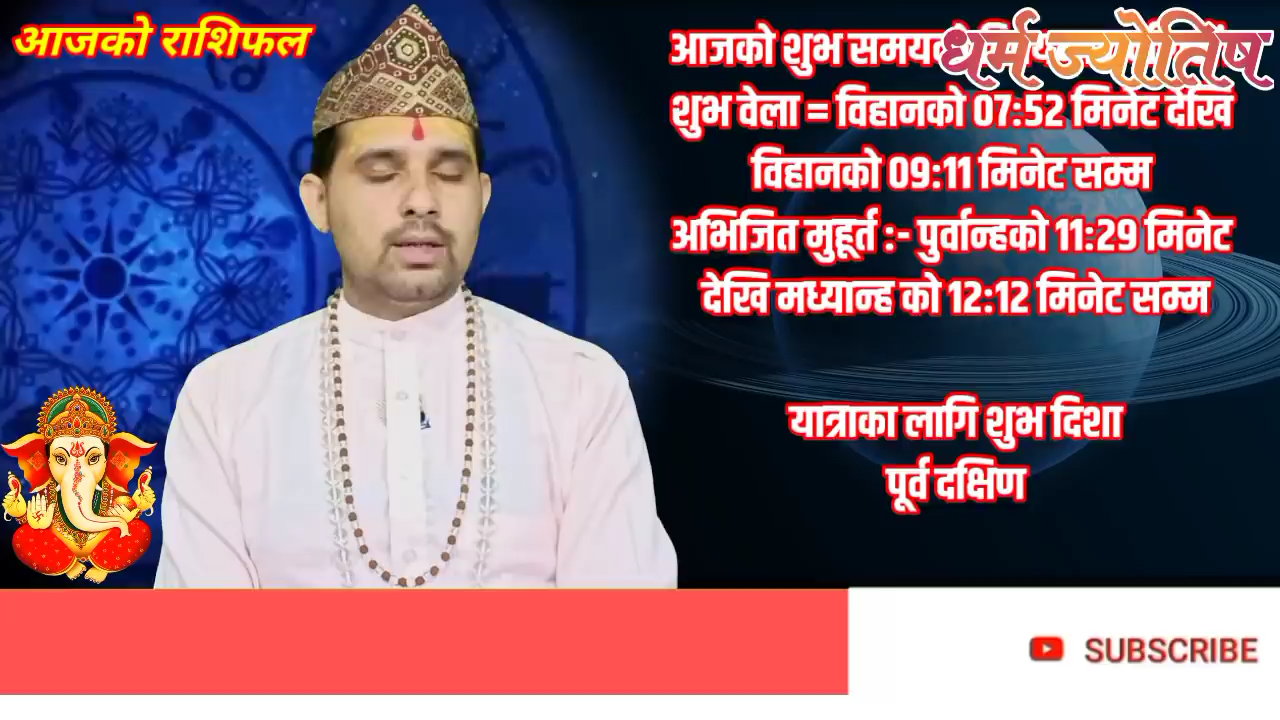 आजको राशिफल
धर्म ज्योतिष
आजको शुभ
शुभ वेला = विहानको 07:52 मिनेट देखि
विहानको 09:11 मिनेट सम्म
अभिजित मुहूर्त :- पुर्वान्हको 11:29 मिनेट
देखि मध्यान्ह को 12:12 मिनेट सम्म
यात्राका लागि शुभ दिशा
पूर्व दक्षिण
SUBSCRIBE